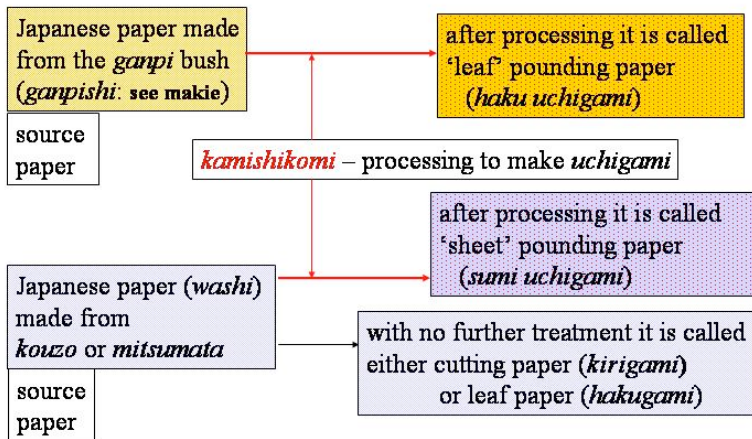 Japanese paper made
from the ganpi bush
(ganpishi: see makie)
source
paper
after processing it is called
‘leaf’ pounding paper
(haku uchigami)
kamishikomi – processing to make uchigami
after processing it is called
‘sheet’ pounding paper
(sumi uchigami)
Japanese paper (washi)
made from
kouzo or mitsumata
source
paper
with no further treatment it is called
either cutting paper (kirigami)
or leaf paper (hakugami)